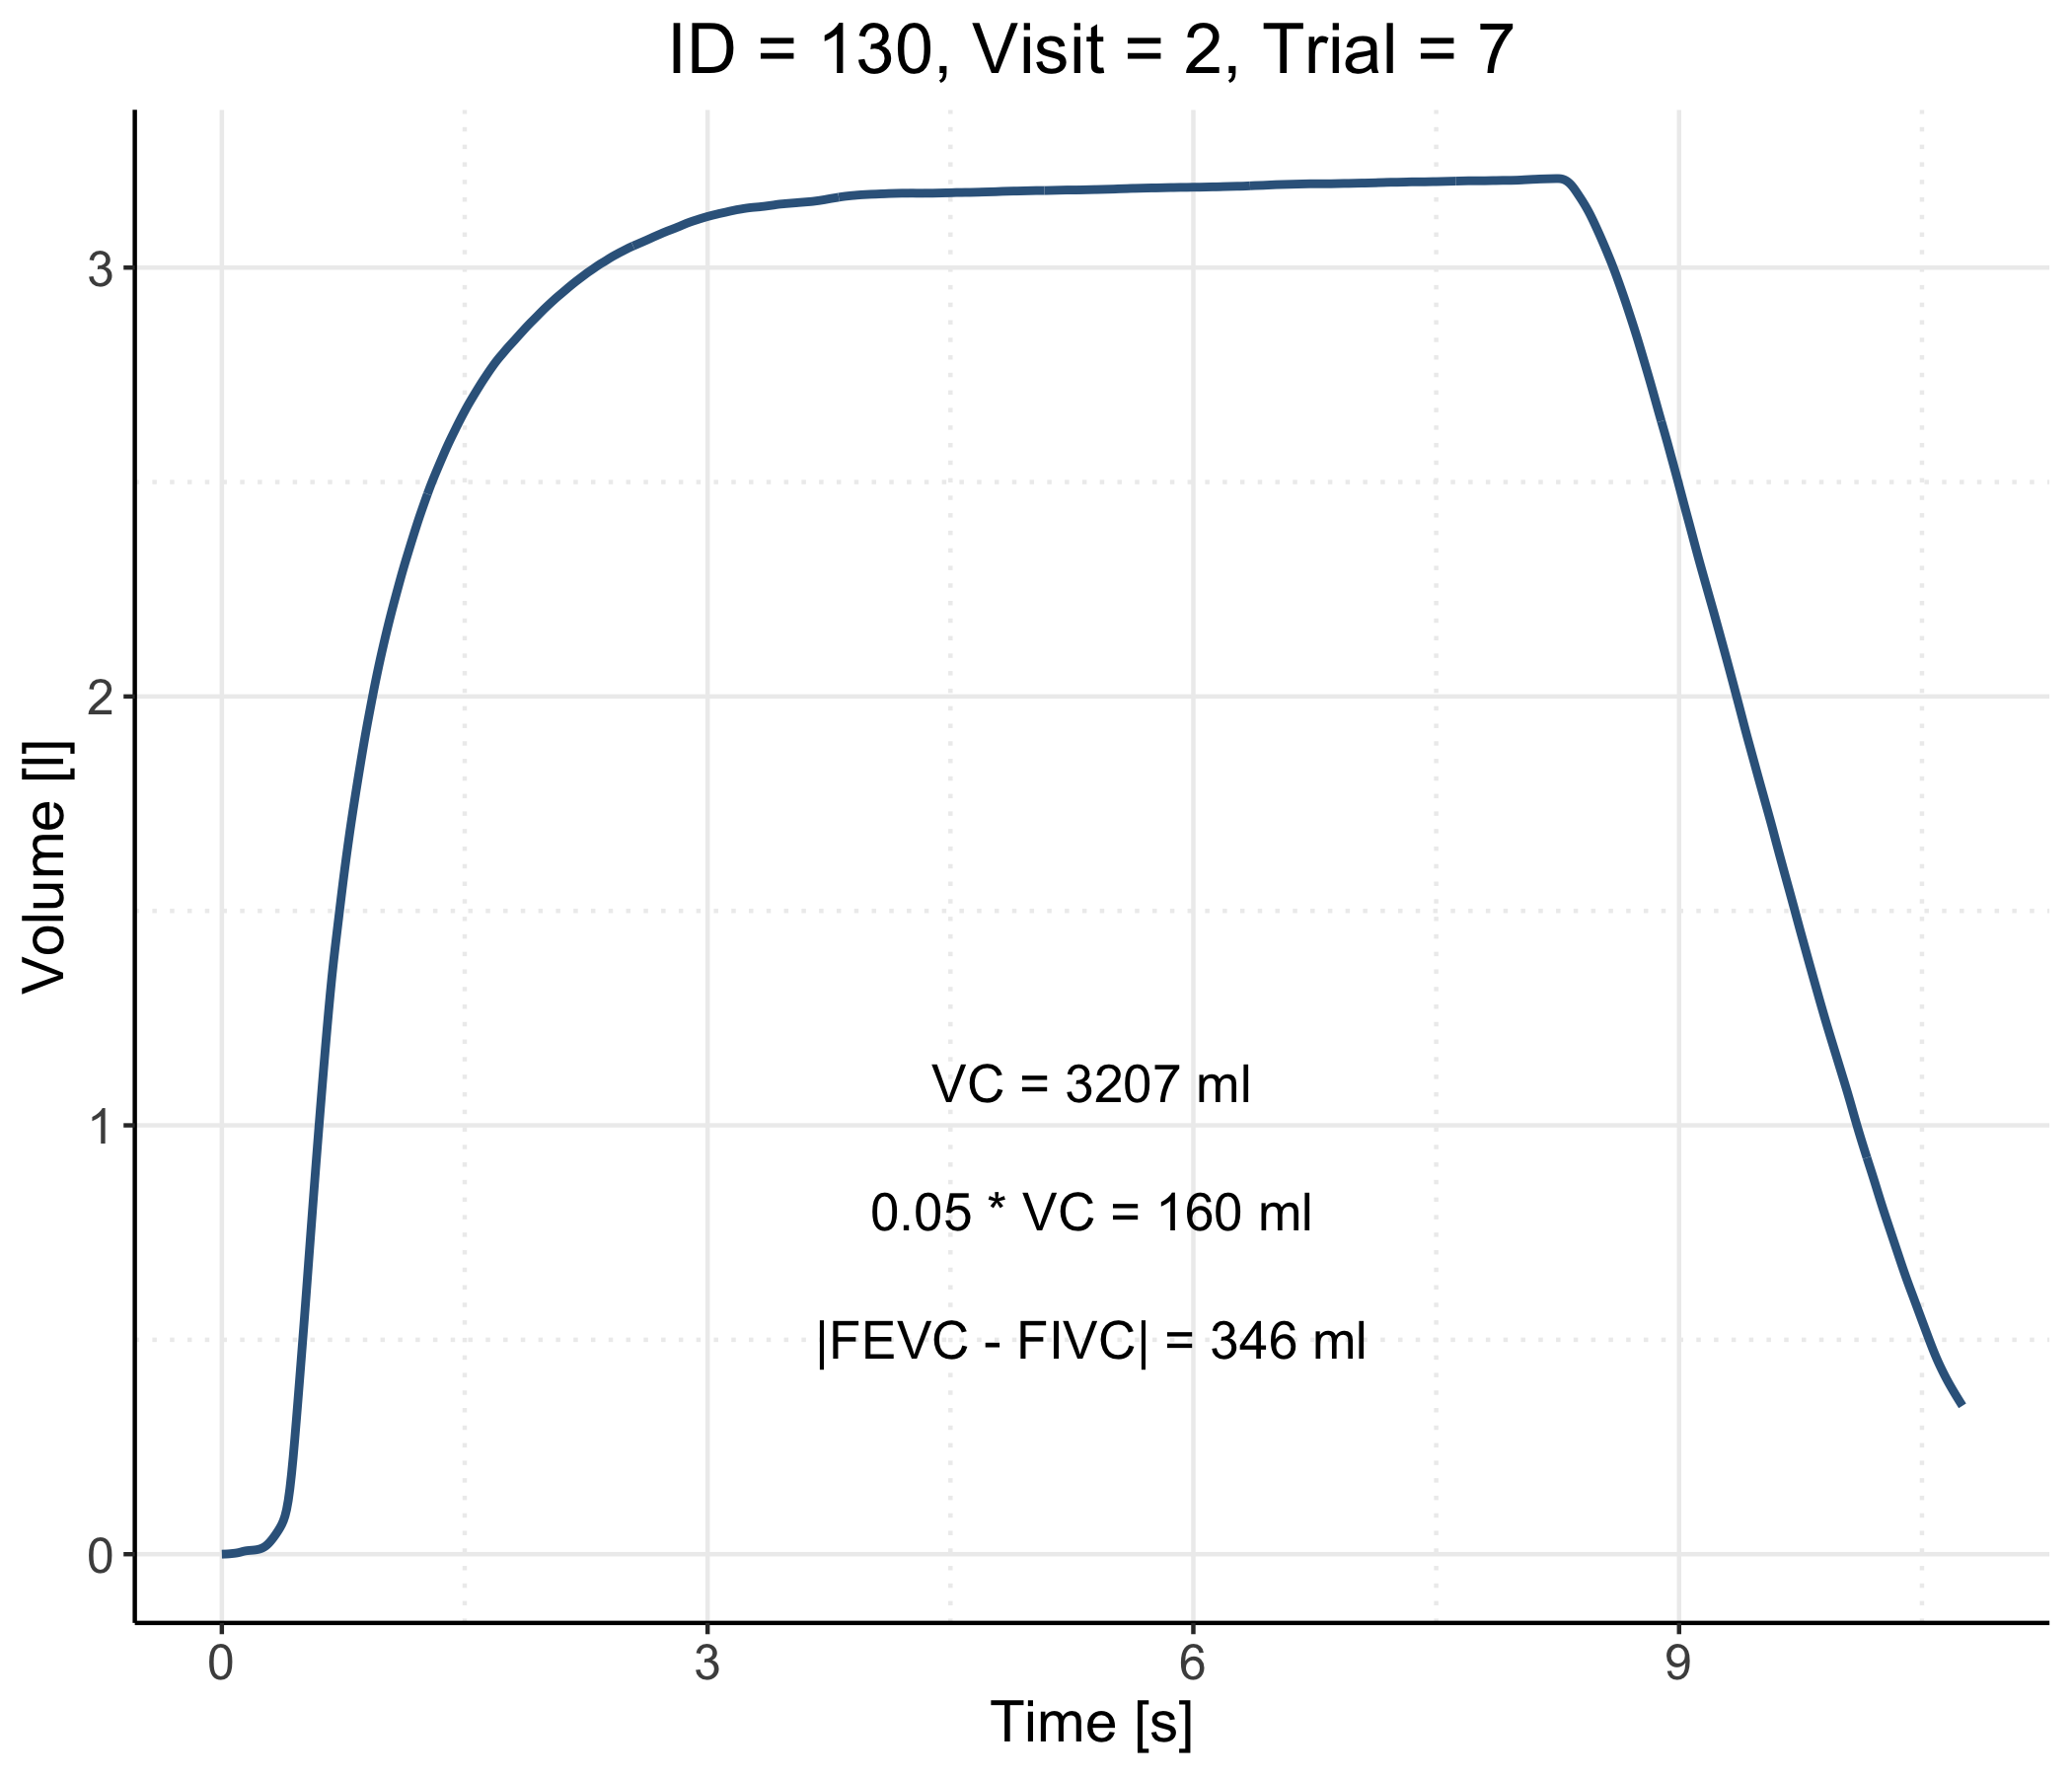 ID = 130, Visit = 2, Trial = 7
3
2
1
0
Volume [l]
VC = 3207 ml
0.05 * VC = 160 ml
|FEVC - FIVC| = 346 ml
0 3 6 9
Time [s]